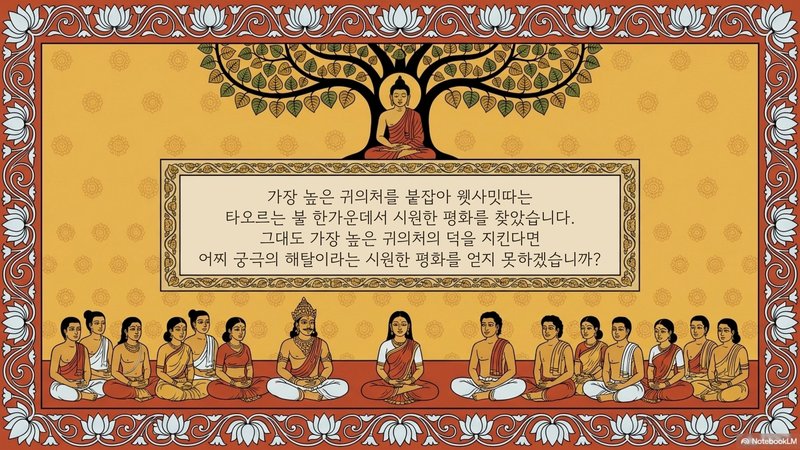 가장 높은 귀의처를 붙잡아 웻사밋따는
타오르는 불 한가운데서 시원한 평화를 찾았습니다.
그대도 가장 높은 귀의처의 덕을 지킨다면
어찌 궁극의 해탈이라는 시원한 평화를 얻지 못하겠습니까?
NotebookLM